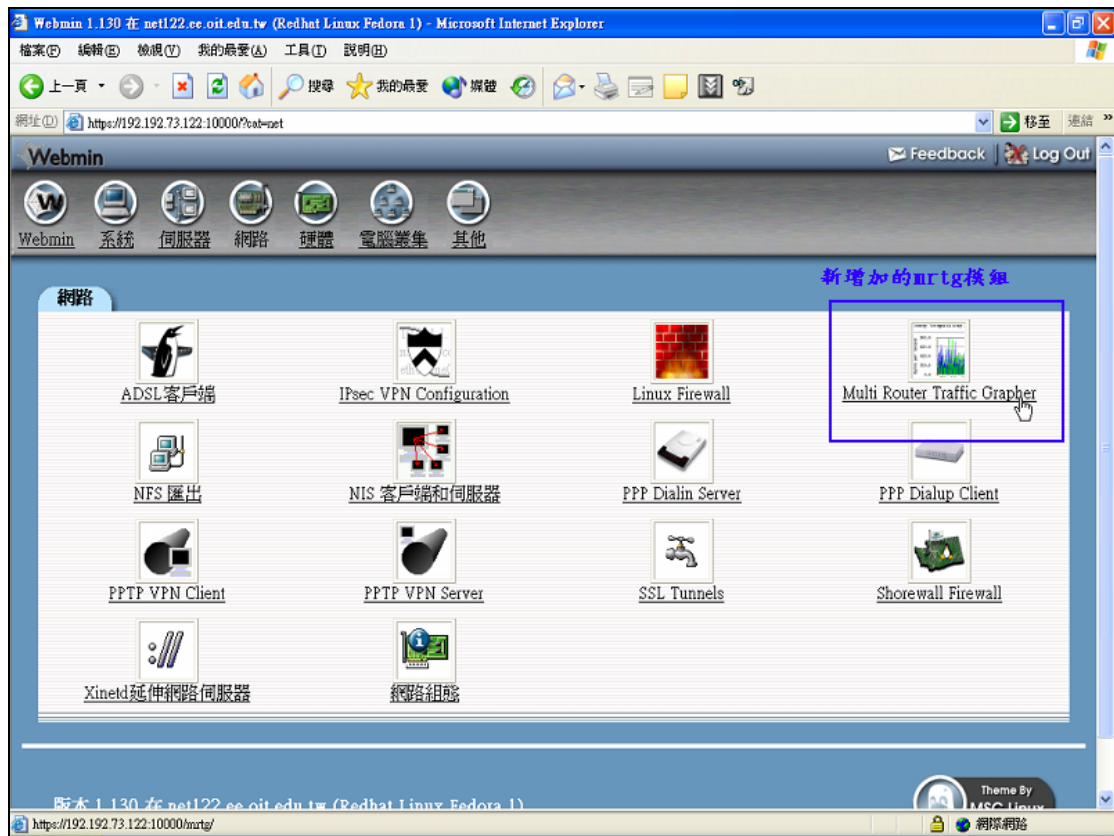 Webmin 1.130 在 net122.ee.oit.edu.tw (Redhat Linux Fedora 1) - Microsoft Internet Explorer
檔案(F) 編輯(E) 檢視(V) 我的最愛(A) 工具(T) 說明(H)
上一頁 搜尋 我的最愛 媒體
網址(D) https://192.192.73.122:10000/?cat=net 移至 連結 »
Webmin Feedback Log Out
Webmin 系統 伺服器 網路 硬體 電腦叢集 其他
新增加的mrtg模組
網路
ADSL客戶端 IPsec VPN Configuration Linux Firewall Multi Router Traffic Grapher
NFS 匯出 NIS 客戶端和伺服器 PPP Dialin Server PPP Dialup Client
PPTP VPN Client PPTP VPN Server SSL Tunnels Shorewall Firewall
Xinetd延伸網路伺服器 網路組態
Theme By
版本 1.130 在 net122.ee.oit.edu.tw (Redhat Linux Fedora 1) MSC Linux
https://192.192.73.122:10000/mrtg/ 網際網路